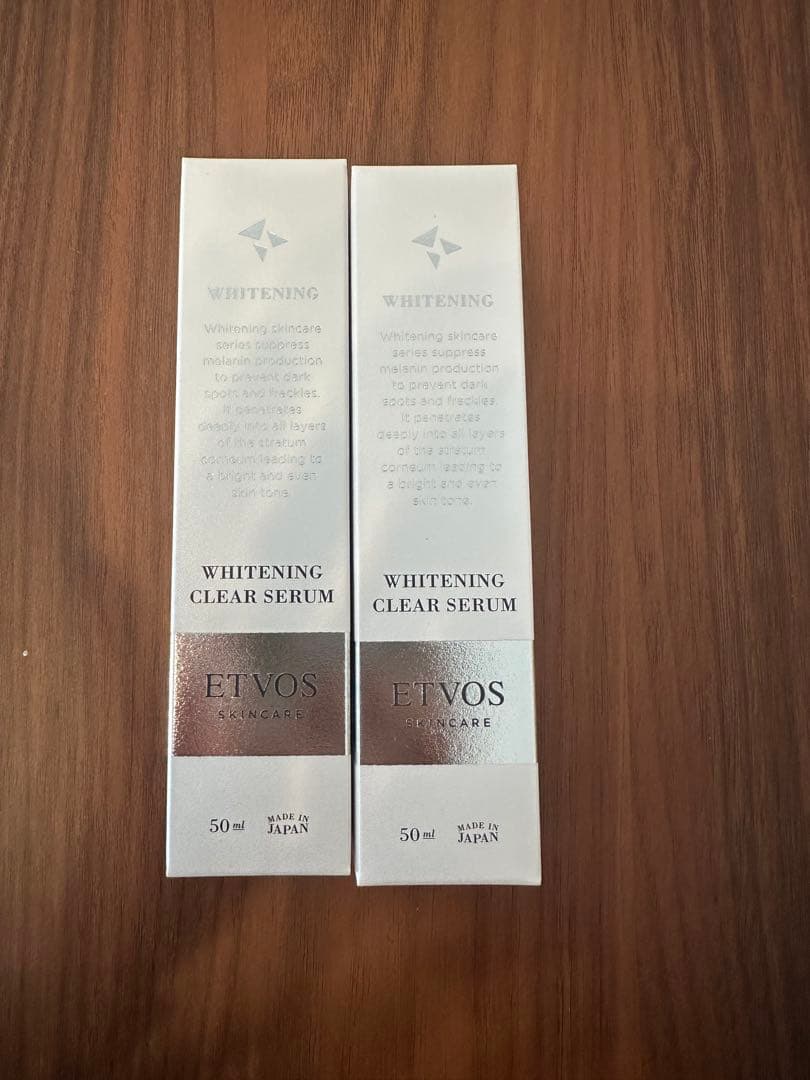 WHITENING
Whitening skincare
series suppress
melanin production
to prevent dark
spots and freckles.
It penetrates
deeply into all layers
of the stratum
corneum leading to
a bright and even
skin tone.
WHITENING
CLEAR SERUM
ETVOS
SKINCARE
50 ml
MADE IN
JAPAN
WHITENING
Whitening skincare
series suppress
melanin production
to prevent dark
spots and freckles.
It penetrates
deeply into all layers
of the stratum
corneum leading to
a bright and even
skin tone.
WHITENING
CLEAR SERUM
ETVOS
SKINCARE
50 ml
MADE IN
JAPAN